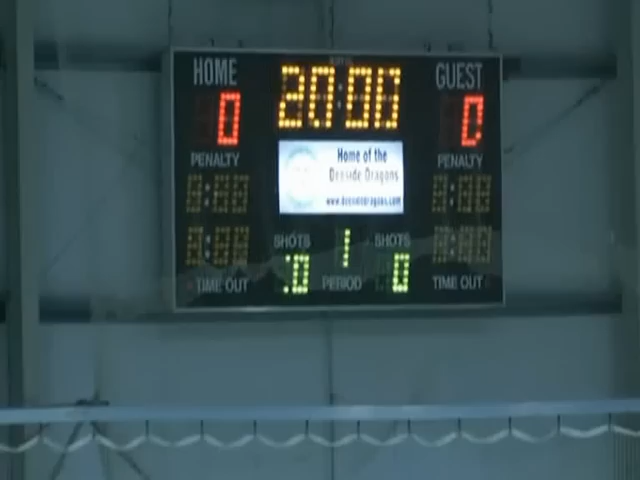 HOME 20:00 GUEST
0 0
PENALTY Home of the PENALTY
Deeside Dragons
www.deesidedragons.com
SHOTS 1 SHOTS
0 0
TIME OUT PERIOD TIME OUT